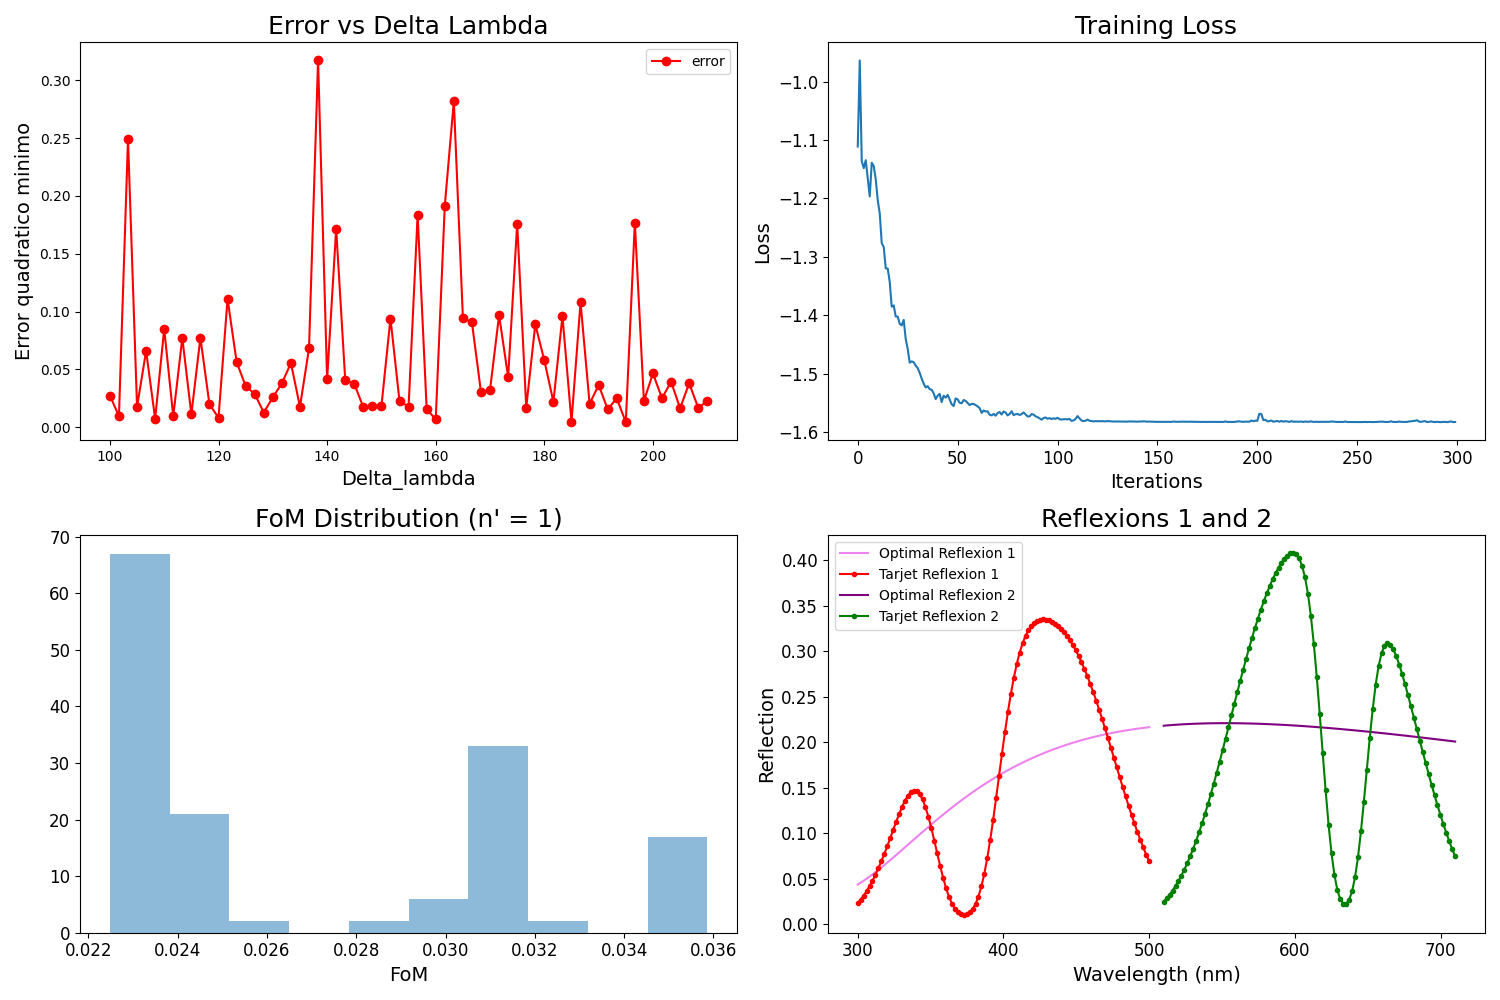 Error vs Delta Lambda
error
Error quadratico minimo
0.30
0.25
0.20
0.15
0.10
0.05
0.00
100 120 140 160 180 200
Delta_lambda
Training Loss
Loss
−1.0
−1.1
−1.2
−1.3
−1.4
−1.5
−1.6
0 50 100 150 200 250 300
Iterations
FoM Distribution (n' = 1)
70
60
50
40
30
20
10
0
0.022 0.024 0.026 0.028 0.030 0.032 0.034 0.036
FoM
Reflexions 1 and 2
Optimal Reflexion 1
Tarjet Reflexion 1
Optimal Reflexion 2
Tarjet Reflexion 2
Reflection
0.40
0.35
0.30
0.25
0.20
0.15
0.10
0.05
0.00
300 400 500 600 700
Wavelength (nm)